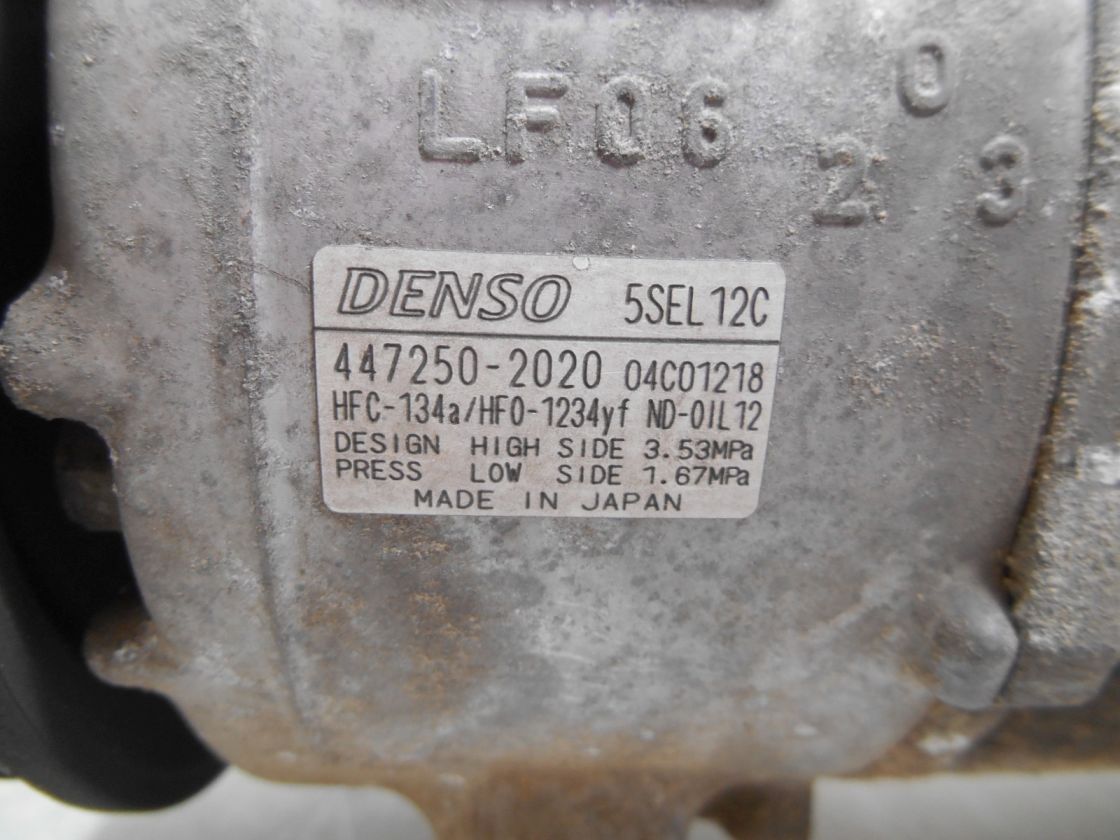 LFQ6
0
2 3
DENSO 5SEL12C
447250-2020 04C01218
HFC-134a/HFO-1234yf ND-OIL12
DESIGN HIGH SIDE 3.53MPa
PRESS LOW SIDE 1.67MPa
MADE IN JAPAN